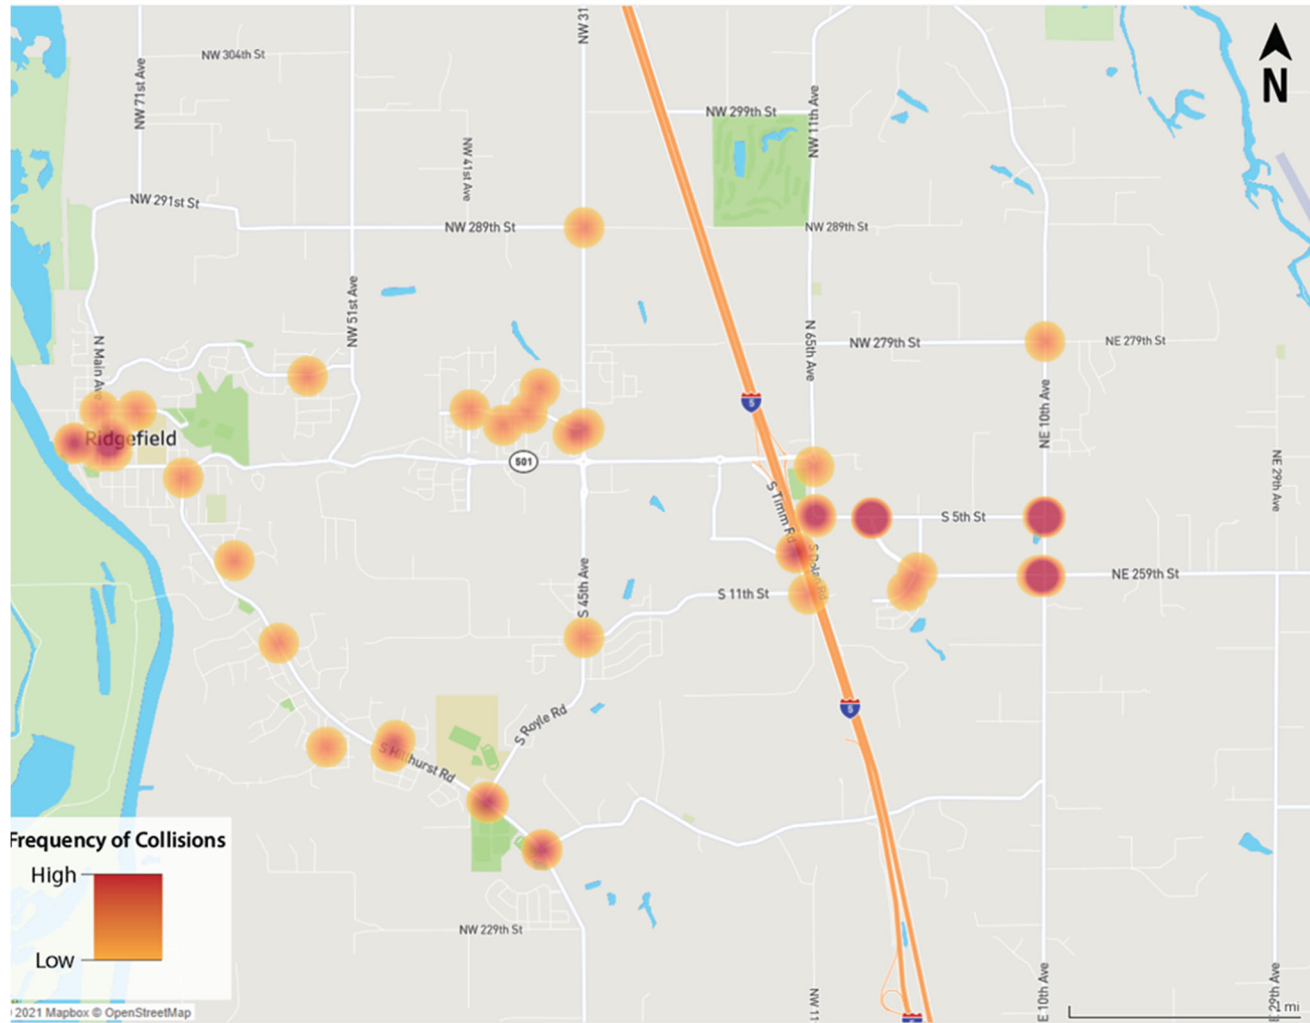 NW 31
N
NW 304th St
NW 71st Ave
NW 299th St
NW 11th Ave
NW 41st Ave
NW 291st St
NW 289th St
NW 289th St
NW 51st Ave
N Main Ave
N 65th Ave
NW 279th St
NE 279th St
5
NE 10th Ave
Ridgefield
501
NE 29th Ave
S Timm Rd
S 5th St
S 45th Ave
S 11th St
NE 259th St
5
S Royle Rd
S Hillhurst Rd
Frequency of Collisions
High
Low
NW 229th St
NW 11
E 10th Ave
E 29th Ave
1 mi
2021 Mapbox © OpenStreetMap